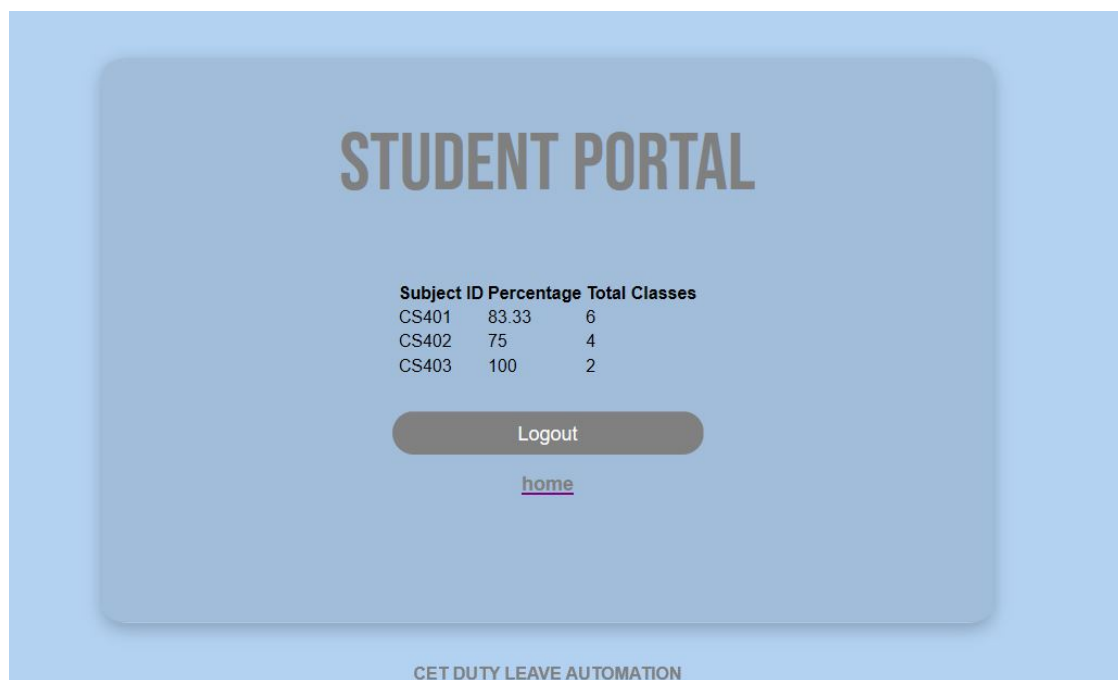 STUDENT PORTAL
Subject ID Percentage Total Classes
CS401 83.33 6
CS402 75 4
CS403 100 2
Logout
home
CET DUTY LEAVE AUTOMATION